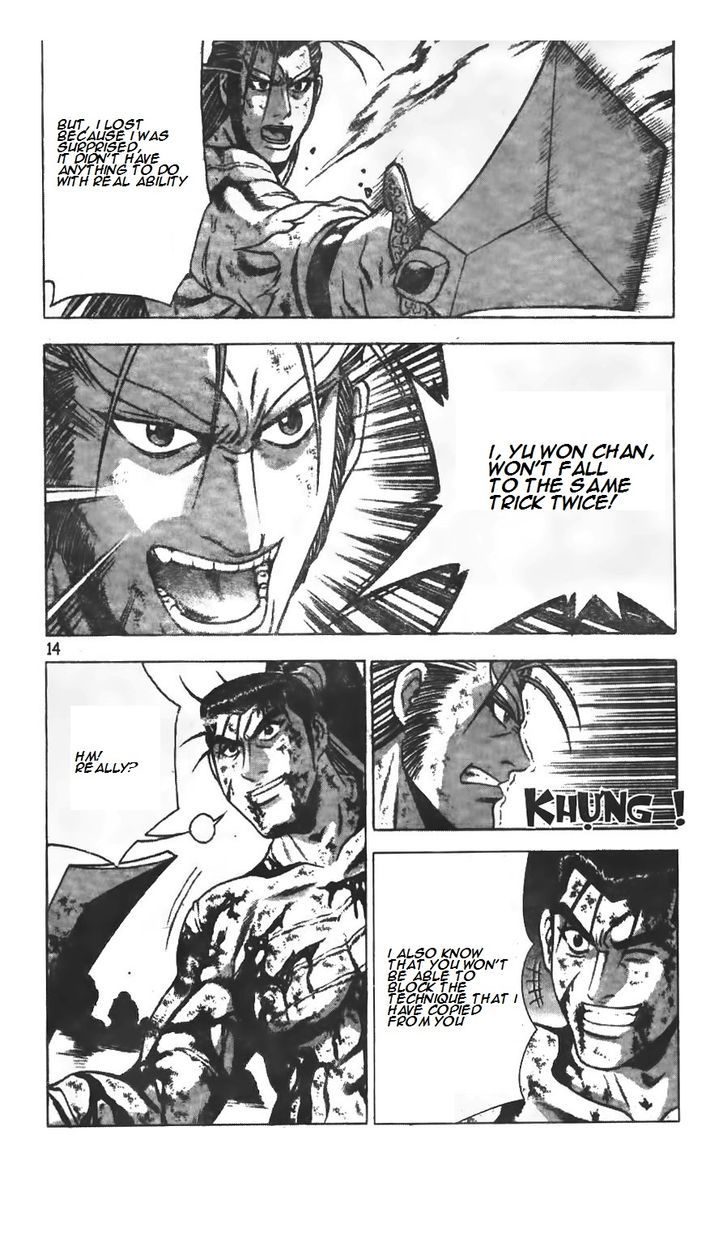 BUT, I LOST
BECAUSE I WAS
SURPRISED,
IT DIDN'T HAVE
ANYTHING TO DO
WITH REAL ABILITY
I, YU WON CHAN,
WON'T FALL
TO THE SAME
TRICK TWICE!
14
HM!
REALLY?
KHỤNG !
I ALSO KNOW
THAT YOU WON'T
BE ABLE TO
BLOCK THE
TECHNIQUE THAT I
HAVE COPIED
FROM YOU